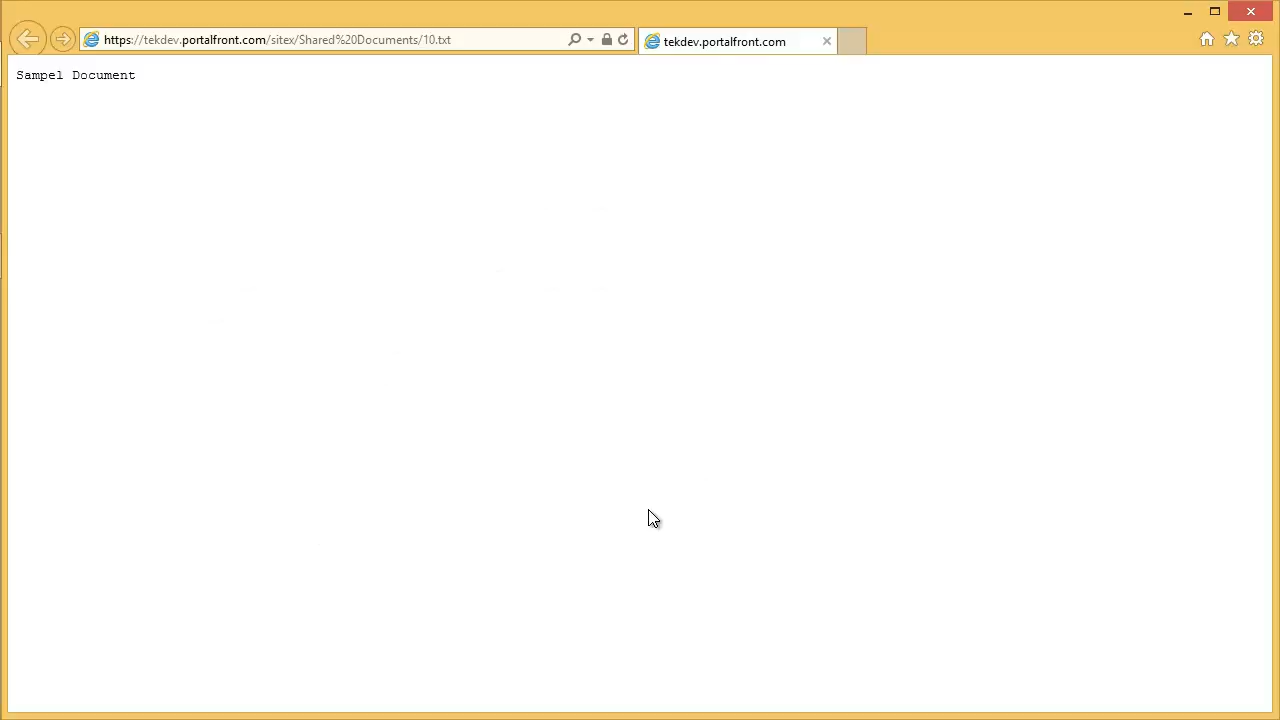 https://tekdev.portalfront.com/sitex/Shared%20Documents/10.txt
tekdev.portalfront.com
Sampel Document